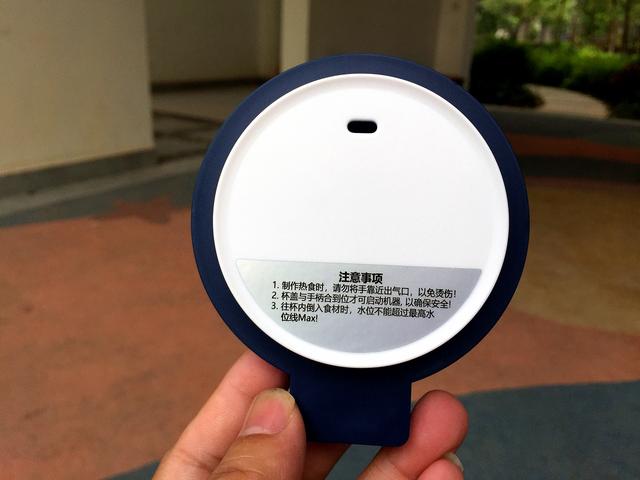 注意事项
1. 制作热食时，请勿将手靠近出气口，以免烫伤！
2. 杯盖与手柄合到位才可启动机器, 以确保安全！
3. 往杯内倒入食材时，水位不能超过最高水
位线Max!